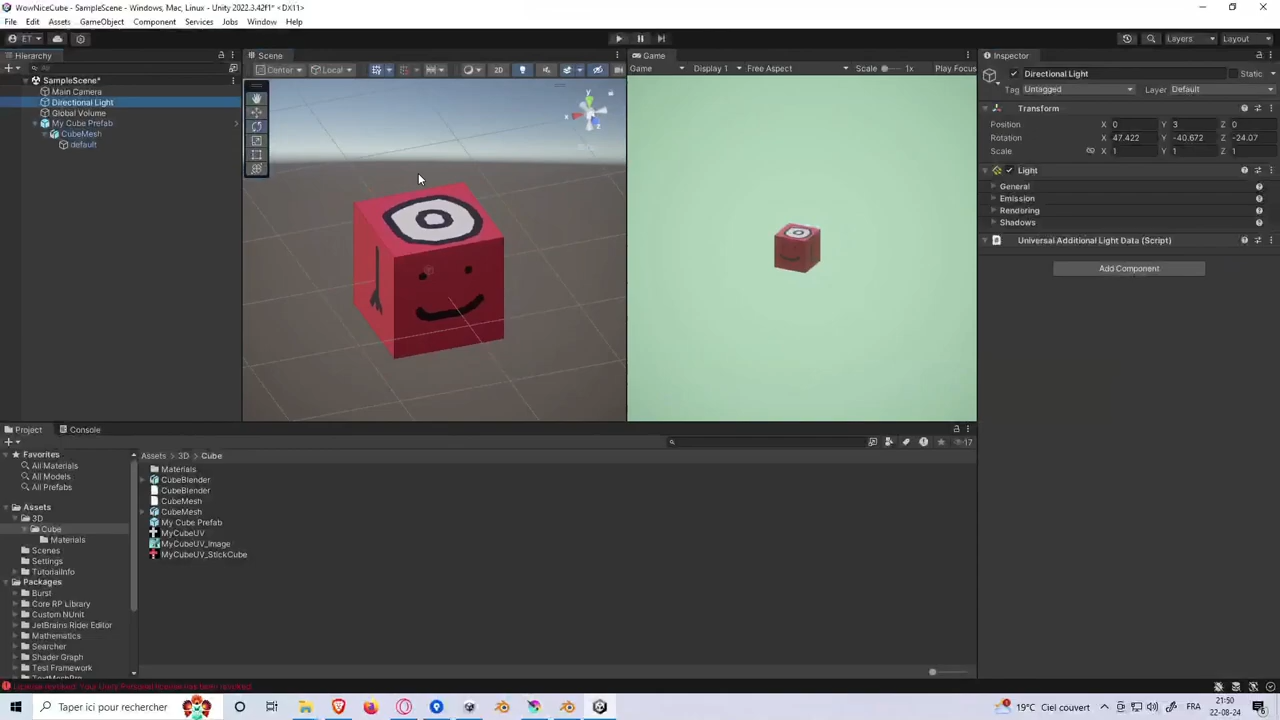 WowNiceCube - SampleScene - Windows, Mac, Linux - Unity 2022.3.42f1* <DX11>
File Edit Assets GameObject Component Services Jobs Window Help
ET Layers Layout
Hierarchy
All
SampleScene*
Main Camera
Directional Light
Global Volume
My Cube Prefab
CubeMesh
default
Scene
Center Local 2D
y
x
z
Game
Game Display 1 Free Aspect Scale 1x Play Focus
Inspector
Directional Light Static
Tag Untagged Layer Default
Transform
Position X 0 Y 3 Z 0
Rotation X 47.422 Y -40.672 Z -24.07
Scale X 1 Y 1 Z 1
Light
General
Emission
Rendering
Shadows
Universal Additional Light Data (Script)
Add Component
Project Console
17
Favorites
All Materials
All Models
All Prefabs
Assets
3D
Cube
Materials
Scenes
Settings
TutorialInfo
Packages
Burst
Core RP Library
Custom NUnit
JetBrains Rider Editor
Mathematics
Searcher
Shader Graph
Test Framework
TextMeshPro
Assets > 3D > Cube
Materials
CubeBlender
CubeBlender
CubeMesh
CubeMesh
My Cube Prefab
MyCubeUV
MyCubeUV_Image
MyCubeUV_StickCube
Taper ici pour rechercher
19°C Ciel couvert
FRA
21:50
22-08-24